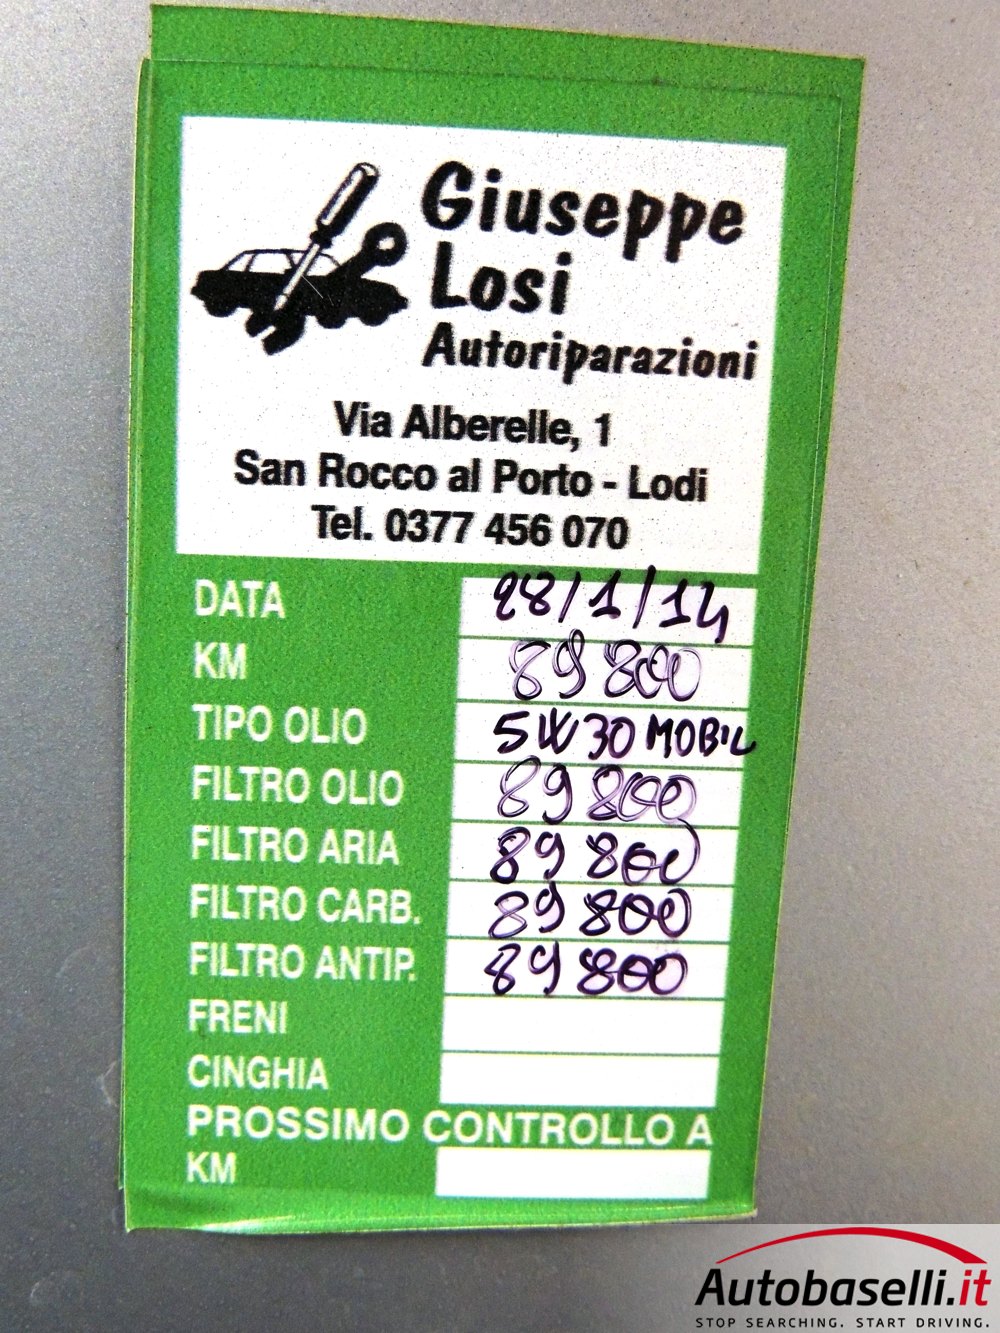 Giuseppe
Losi
Autoriparazioni
Via Alberelle, 1
San Rocco al Porto - Lodi
Tel. 0377 456 070
DATA 28/1/14
KM 89800
TIPO OLIO 5W30 MOBIL
FILTRO OLIO 89800
FILTRO ARIA 89800
FILTRO CARB. 89800
FILTRO ANTIP. 89800
FRENI
CINGHIA
PROSSIMO CONTROLLO A
KM
Autobaselli.it
STOP SEARCHING. START DRIVING.